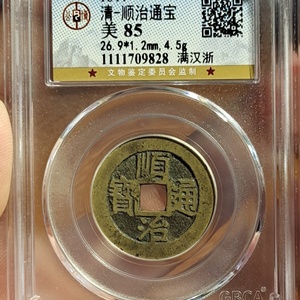 清-顺治通宝
美 85
26.9*1.2mm,4.5g
1111709828 满汉浙
★文物鉴定委员会监制
順
寶 通
治
GBCA